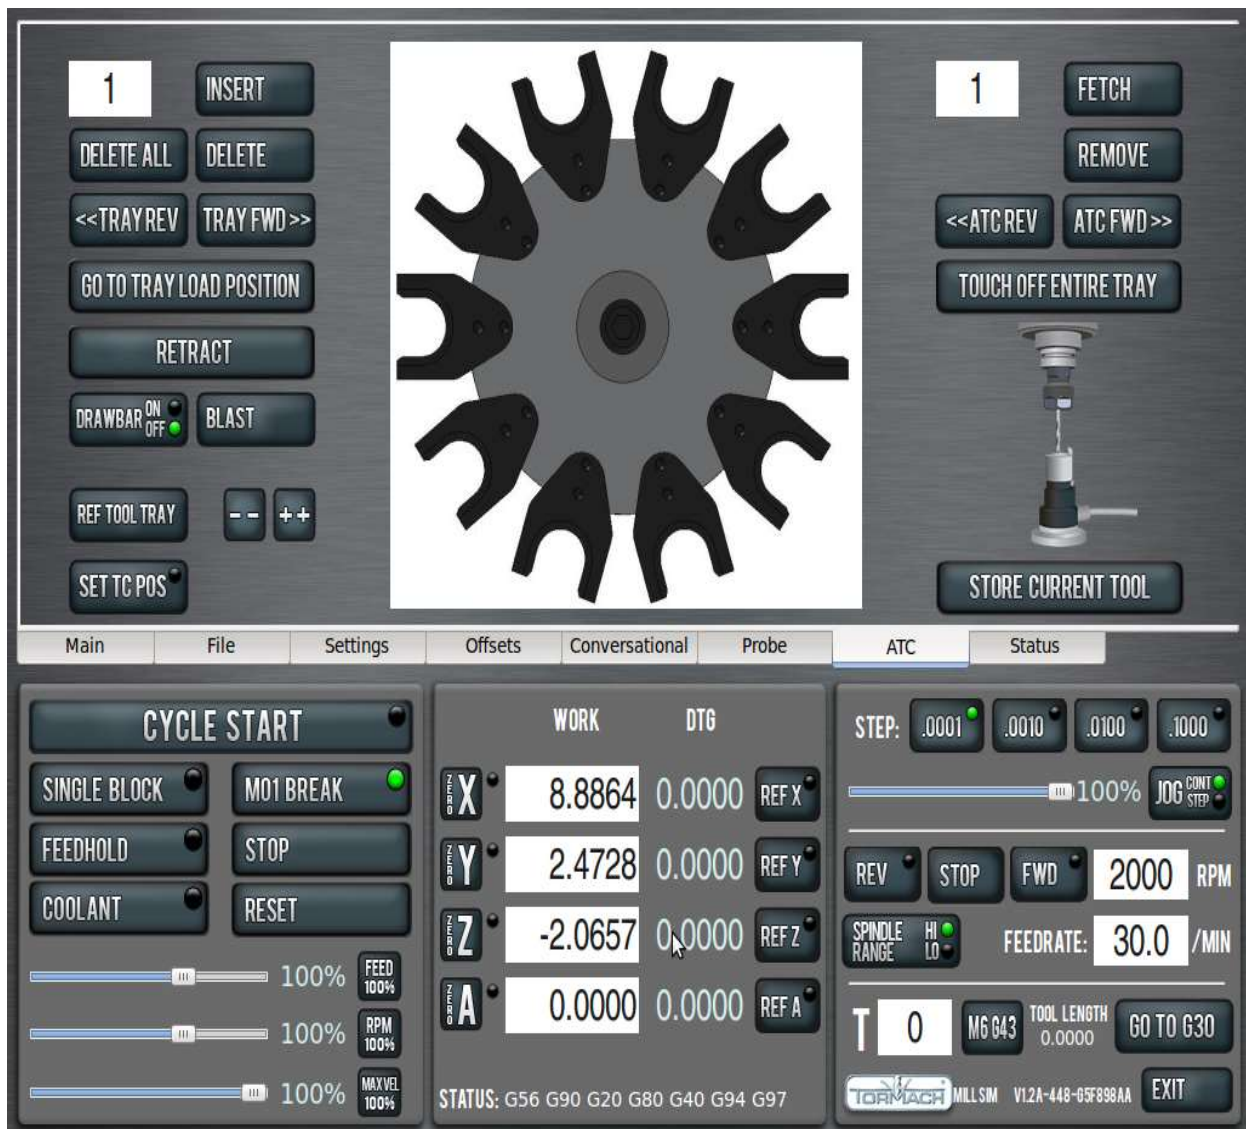 1 INSERT
DELETE ALL DELETE
<<TRAY REV TRAY FWD>>
GO TO TRAY LOAD POSITION
RETRACT
DRAWBAR ON OFF BLAST
REF TOOL TRAY -- ++
SET TC POS
1 FETCH
REMOVE
<<ATC REV ATC FWD>>
TOUCH OFF ENTIRE TRAY
STORE CURRENT TOOL
Main File Settings Offsets Conversational Probe ATC Status
CYCLE START
SINGLE BLOCK M01 BREAK
FEEDHOLD STOP
COOLANT RESET
100% FEED 100%
100% RPM 100%
100% MAX VEL 100%
WORK DTG
ZERO X 8.8864 0.0000 REF X
ZERO Y 2.4728 0.0000 REF Y
ZERO Z -2.0657 0.0000 REF Z
ZERO A 0.0000 0.0000 REF A
STATUS: G56 G90 G20 G80 G40 G94 G97
STEP: .0001 .0010 .0100 .1000
100% JOG CONT STEP
REV STOP FWD 2000 RPM
SPINDLE RANGE HI LO FEEDRATE: 30.0 /MIN
T 0 M6 G43 TOOL LENGTH 0.0000 GO TO G30
TORMACH MILL SIM V1.2A-448-G5F898AA EXIT